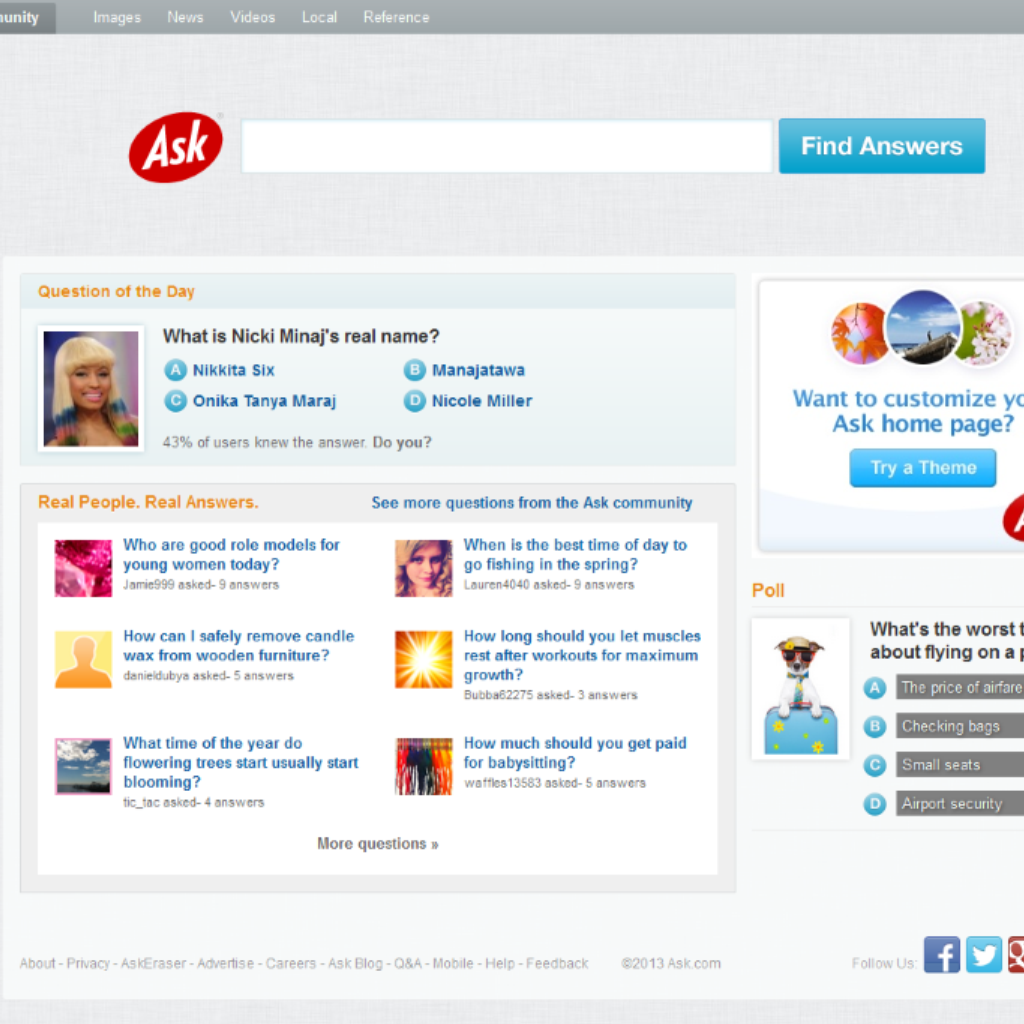 munity Images News Videos Local Reference
Ask
Find Answers
Question of the Day
What is Nicki Minaj's real name?
A Nikkita Six
B Manajatawa
C Onika Tanya Maraj
D Nicole Miller
43% of users knew the answer. Do you?
Real People. Real Answers.
See more questions from the Ask community
Who are good role models for
young women today?
Jamie999 asked- 9 answers
When is the best time of day to
go fishing in the spring?
Lauren4040 asked- 9 answers
How can I safely remove candle
wax from wooden furniture?
danieldubya asked- 5 answers
How long should you let muscles
rest after workouts for maximum
growth?
Bubba62275 asked- 3 answers
What time of the year do
flowering trees start usually start
blooming?
tic_tac asked- 4 answers
How much should you get paid
for babysitting?
waffles13583 asked- 5 answers
More questions »
Want to customize yo
Ask home page?
Try a Theme
A
Poll
What's the worst t
about flying on a p
A The price of airfare
B Checking bags
C Small seats
D Airport security
About - Privacy - AskEraser - Advertise - Careers - Ask Blog - Q&A - Mobile - Help - Feedback ©2013 Ask.com
Follow Us: